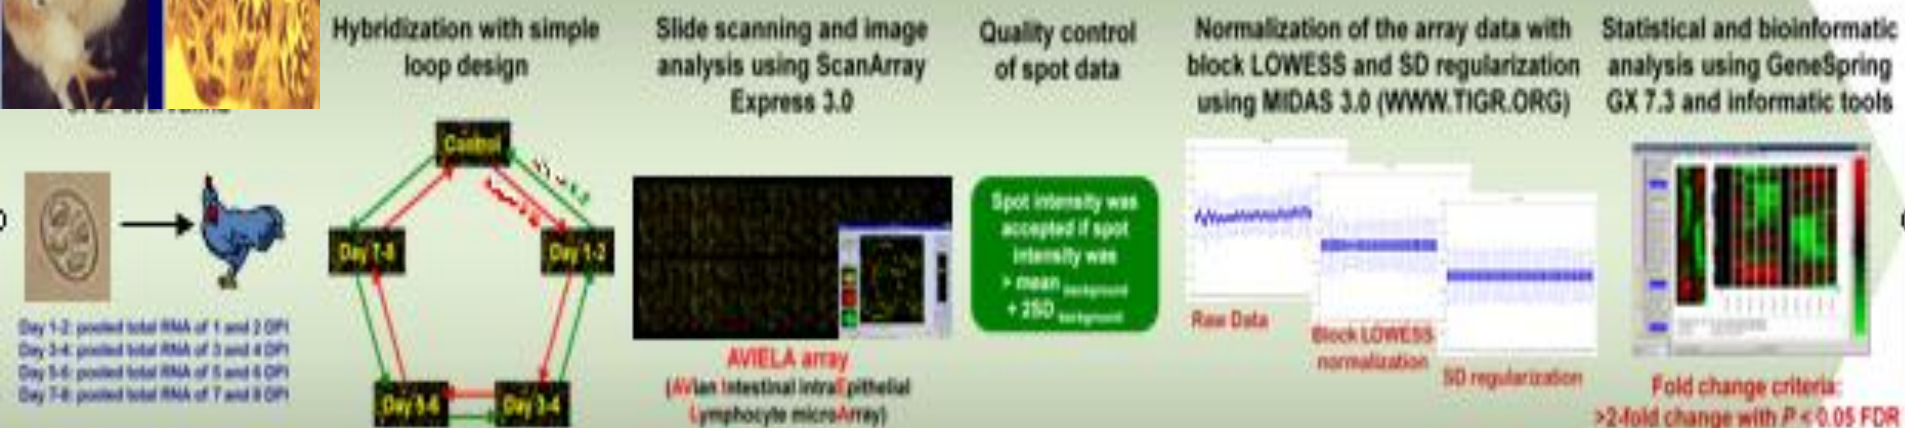 Hybridization with simple
loop design
Control
Day 1-2
Day 3-4
Day 5-6
Day 7-8
Day 1-2: pooled total RNA of 1 and 2 DPI
Day 3-4: pooled total RNA of 3 and 4 DPI
Day 5-6: pooled total RNA of 5 and 6 DPI
Day 7-8: pooled total RNA of 7 and 8 DPI
Slide scanning and image
analysis using ScanArray
Express 3.0
AVIELA array
(AVian Intestinal intraEpithelial
Lymphocyte microArray)
Quality control
of spot data
Spot intensity was
accepted if spot
intensity was
> mean background
+ 2SD background
Normalization of the array data with
block LOWESS and SD regularization
using MIDAS 3.0 (WWW.TIGR.ORG)
Raw Data
Block LOWESS
normalization
SD regularization
Statistical and bioinformatic
analysis using GeneSpring
GX 7.3 and informatic tools
Fold change criteria:
>2-fold change with P < 0.05 FDR